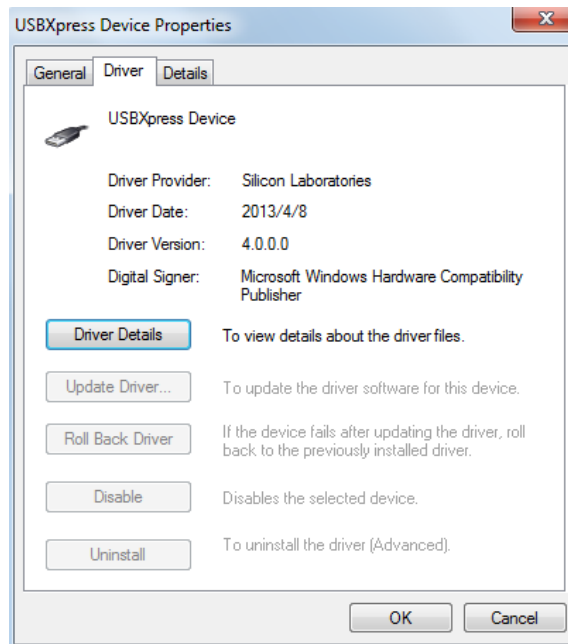 USBXpress Device Properties
General Driver Details
USBXpress Device
Driver Provider: Silicon Laboratories
Driver Date: 2013/4/8
Driver Version: 4.0.0.0
Digital Signer: Microsoft Windows Hardware Compatibility
Publisher
Driver Details To view details about the driver files.
Update Driver... To update the driver software for this device.
Roll Back Driver If the device fails after updating the driver, roll
back to the previously installed driver.
Disable Disables the selected device.
Uninstall To uninstall the driver (Advanced).
OK Cancel